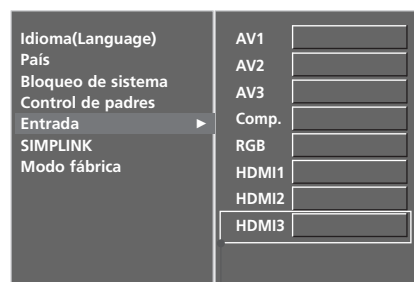 Idioma(Language)
País
Bloqueo de sistema
Control de padres
Entrada ►
SIMPLINK
Modo fábrica
AV1
AV2
AV3
Comp.
RGB
HDMI1
HDMI2
HDMI3